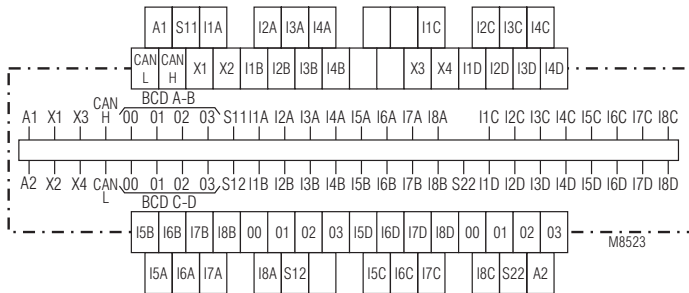 A1 S11 I1A I2A I3A I4A I1C I2C I3C I4C
CAN L CAN H X1 X2 I1B I2B I3B I4B X3 X4 I1D I2D I3D I4D
BCD A-B
A1 X1 X3 CAN H 00 01 02 03 S11 I1A I2A I3A I4A I5A I6A I7A I8A I1C I2C I3C I4C I5C I6C I7C I8C
A2 X2 X4 CAN L 00 01 02 03 S12 I1B I2B I3B I4B I5B I6B I7B I8B S22 I1D I2D I3D I4D I5D I6D I7D I8D
BCD C-D
I5B I6B I7B I8B 00 01 02 03 I5D I6D I7D I8D 00 01 02 03
M8523
I5A I6A I7A I8A S12 I5C I6C I7C I8C S22 A2